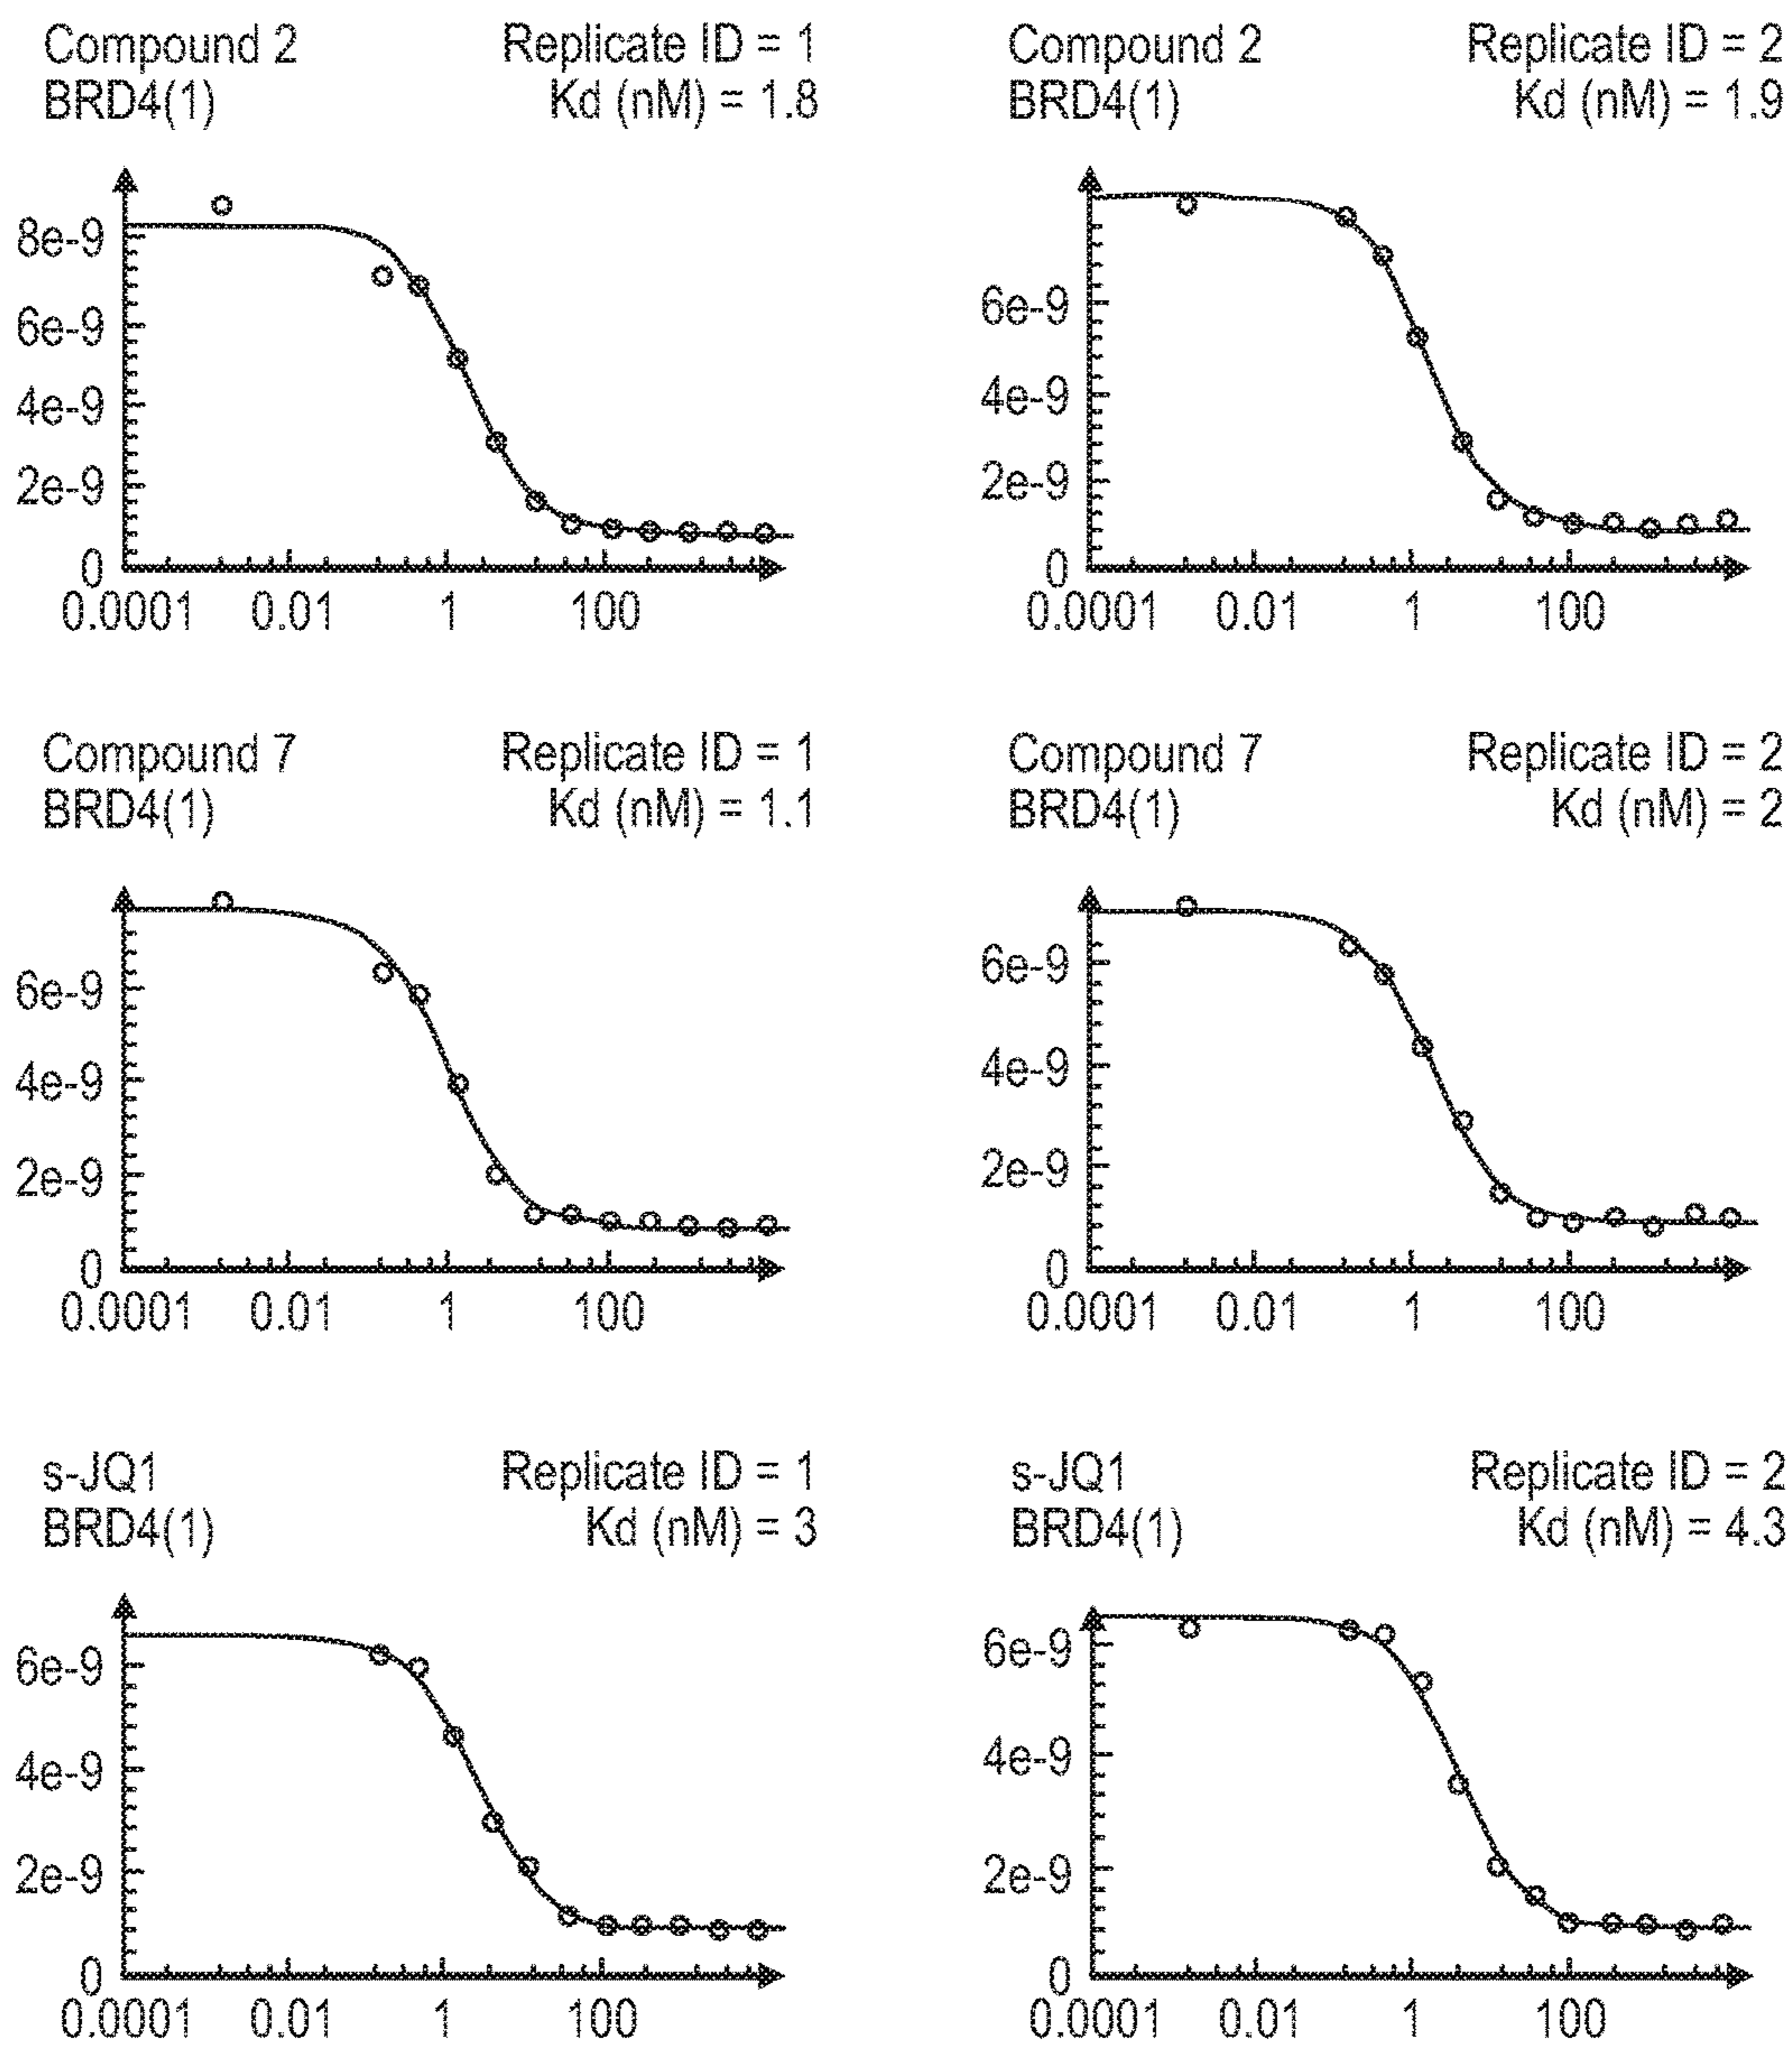 Compound 2
BRD4(1)
Replicate ID = 1
Kd (nM) = 1.8
8e-9
6e-9
4e-9
2e-9
0
0.0001 0.01 1 100
Compound 2
BRD4(1)
Replicate ID = 2
Kd (nM) = 1.9
6e-9
4e-9
2e-9
0
0.0001 0.01 1 100
Compound 7
BRD4(1)
Replicate ID = 1
Kd (nM) = 1.1
6e-9
4e-9
2e-9
0
0.0001 0.01 1 100
Compound 7
BRD4(1)
Replicate ID = 2
Kd (nM) = 2
6e-9
4e-9
2e-9
0
0.0001 0.01 1 100
s-JQ1
BRD4(1)
Replicate ID = 1
Kd (nM) = 3
6e-9
4e-9
2e-9
0
0.0001 0.01 1 100
s-JQ1
BRD4(1)
Replicate ID = 2
Kd (nM) = 4.3
6e-9
4e-9
2e-9
0
0.0001 0.01 1 100